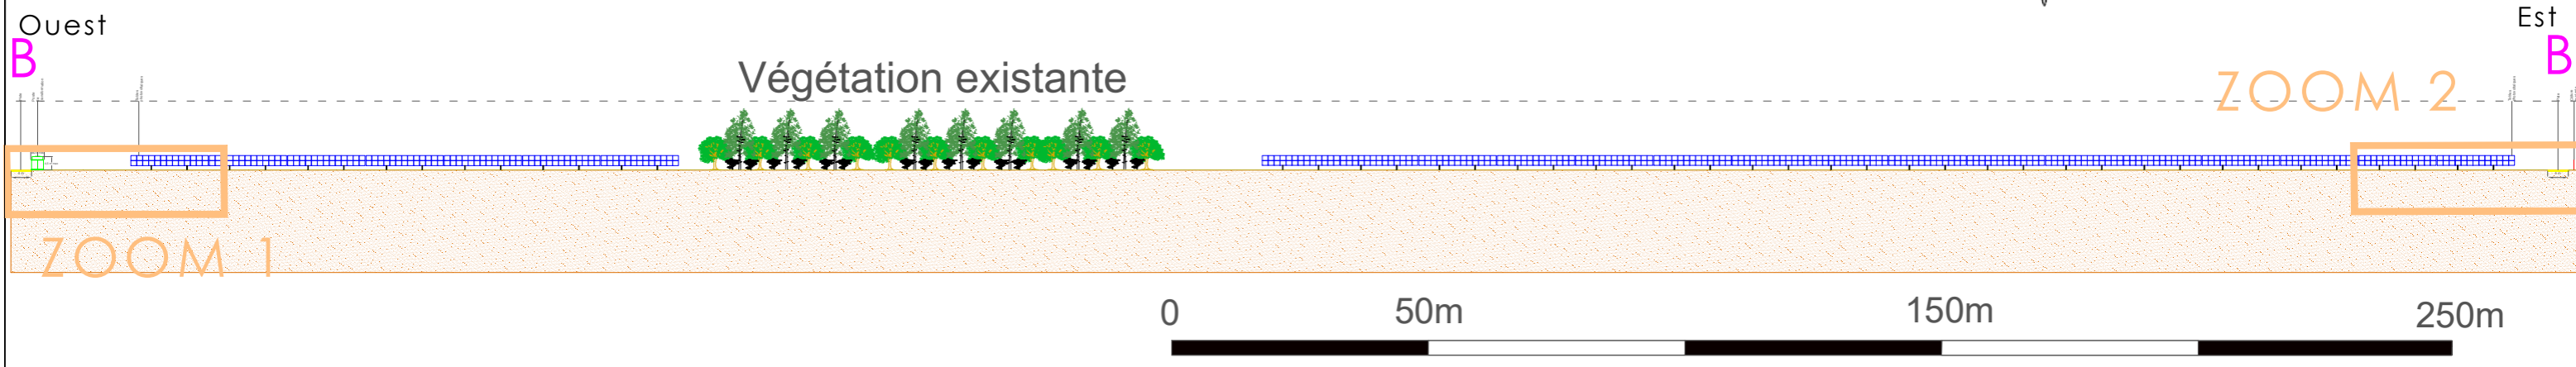 Ouest
Est
B
B
Végétation existante
ZOOM 2
ZOOM 1
0 50m 150m 250m